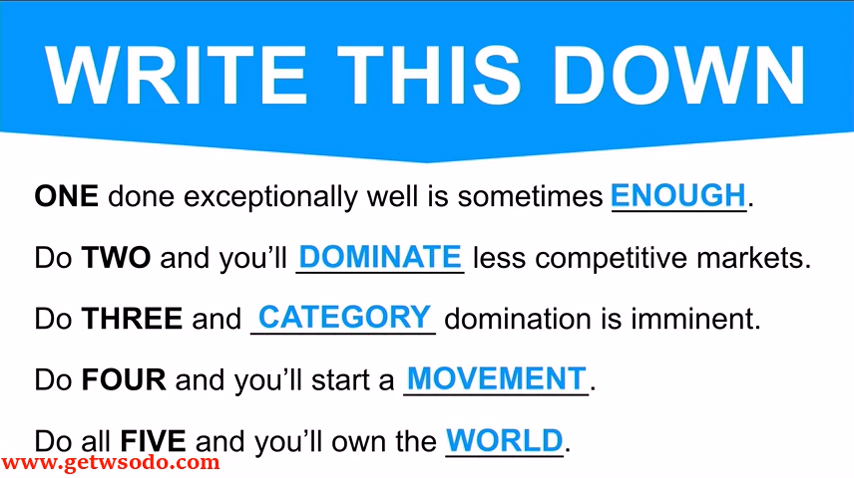 WRITE THIS DOWN
ONE done exceptionally well is sometimes ENOUGH.
Do TWO and you’ll DOMINATE less competitive markets.
Do THREE and CATEGORY domination is imminent.
Do FOUR and you’ll start a MOVEMENT.
Do all FIVE and you’ll own the WORLD.
www.getwsodo.com